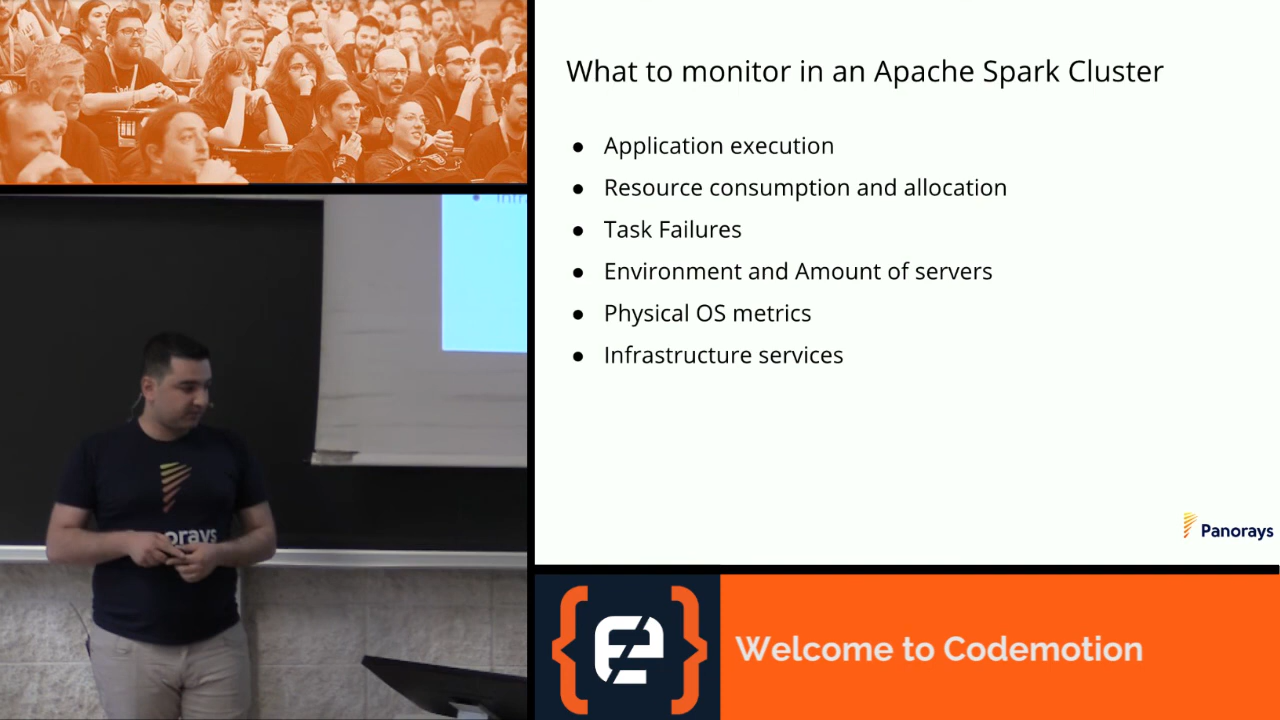 What to monitor in an Apache Spark Cluster
● Application execution
● Resource consumption and allocation
● Task Failures
● Environment and Amount of servers
● Physical OS metrics
● Infrastructure services
Panorays
Welcome to Codemotion